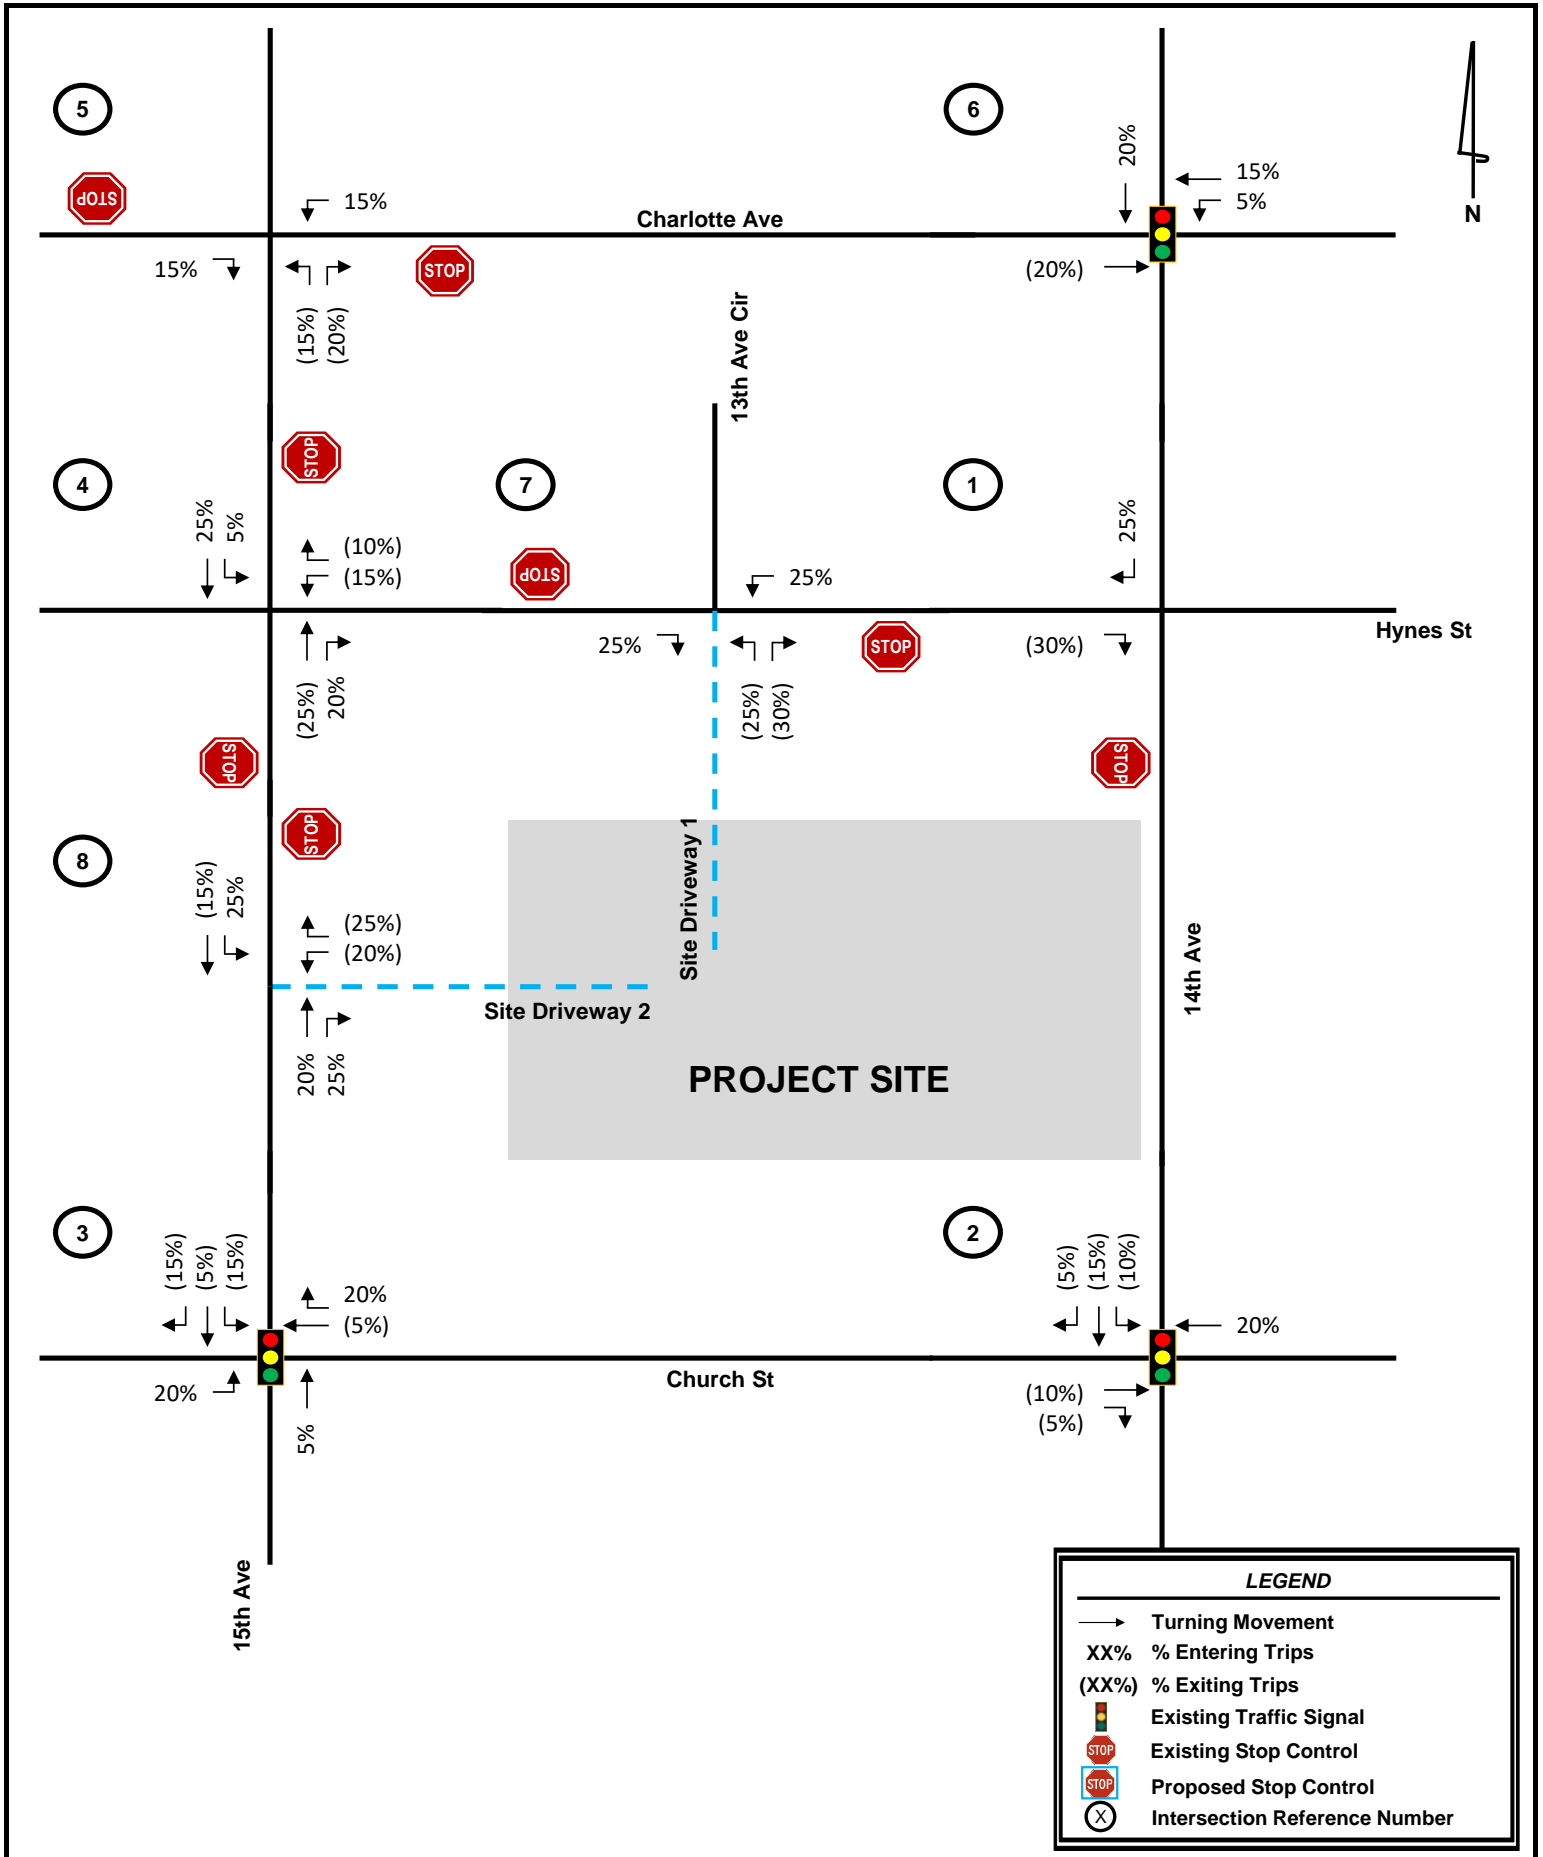 5
6
20%
15%
5%
N
STOP
15%
Charlotte Ave
15%
(15%)
(20%)
STOP
(20%)
13th Ave Cir
STOP
4
7
1
25%
5%
(10%)
(15%)
STOP
25%
25%
Hynes St
(25%)
20%
25%
(25%)
(30%)
STOP
(30%)
STOP
STOP
STOP
8
(15%)
25%
(25%)
(20%)
Site Driveway 1
Site Driveway 2
14th Ave
20%
25%
PROJECT SITE
3
2
(15%)
(5%)
(15%)
20%
(5%)
(5%)
(15%)
(10%)
20%
20%
5%
Church St
(10%)
(5%)
15th Ave
LEGEND
Turning Movement
XX% % Entering Trips
(XX%) % Exiting Trips
Existing Traffic Signal
STOP Existing Stop Control
STOP Proposed Stop Control
X Intersection Reference Number